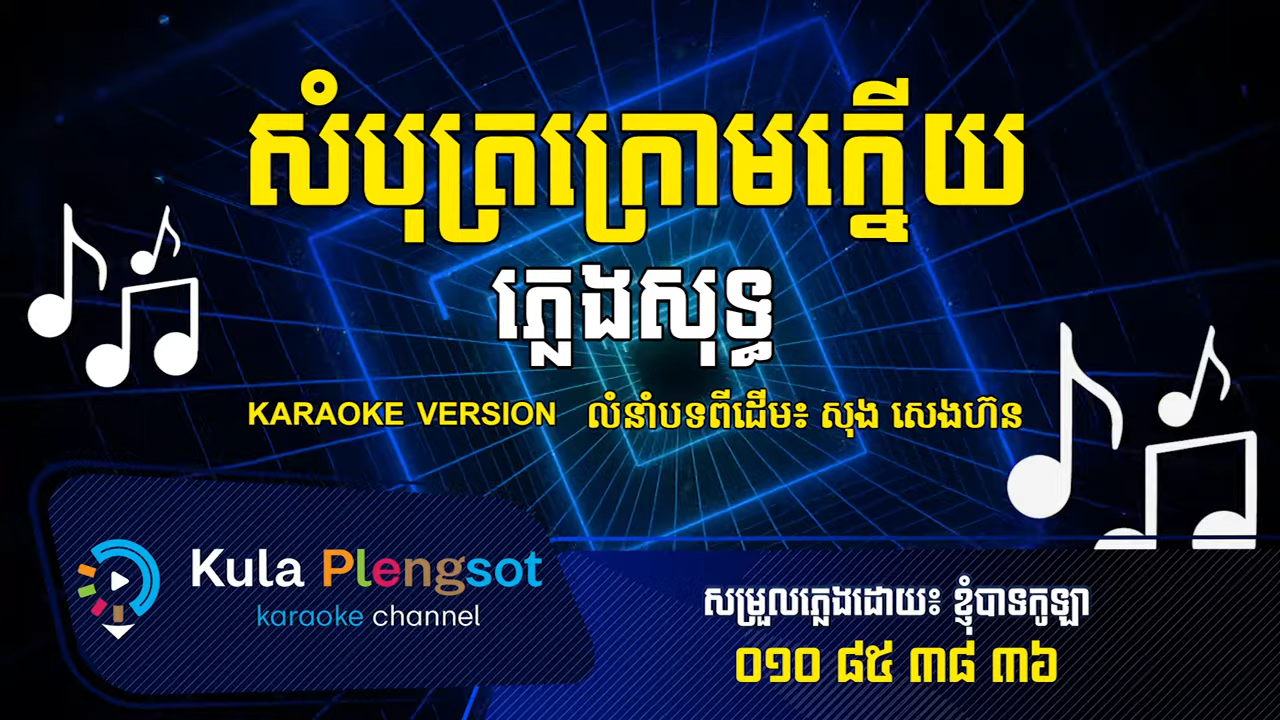 សំបុត្រក្រោមក្នើយ
ភ្លេងសុទ្ធ
KARAOKE VERSION លំនាំបទពីដើម៖ សុង សេងហ៊ន
Kula Plengsot
karaoke channel
សម្រួលភ្លេងដោយ៖ ខ្ញុំបាទកូឡា
០១០ ៨៥ ៣៨ ៣៦